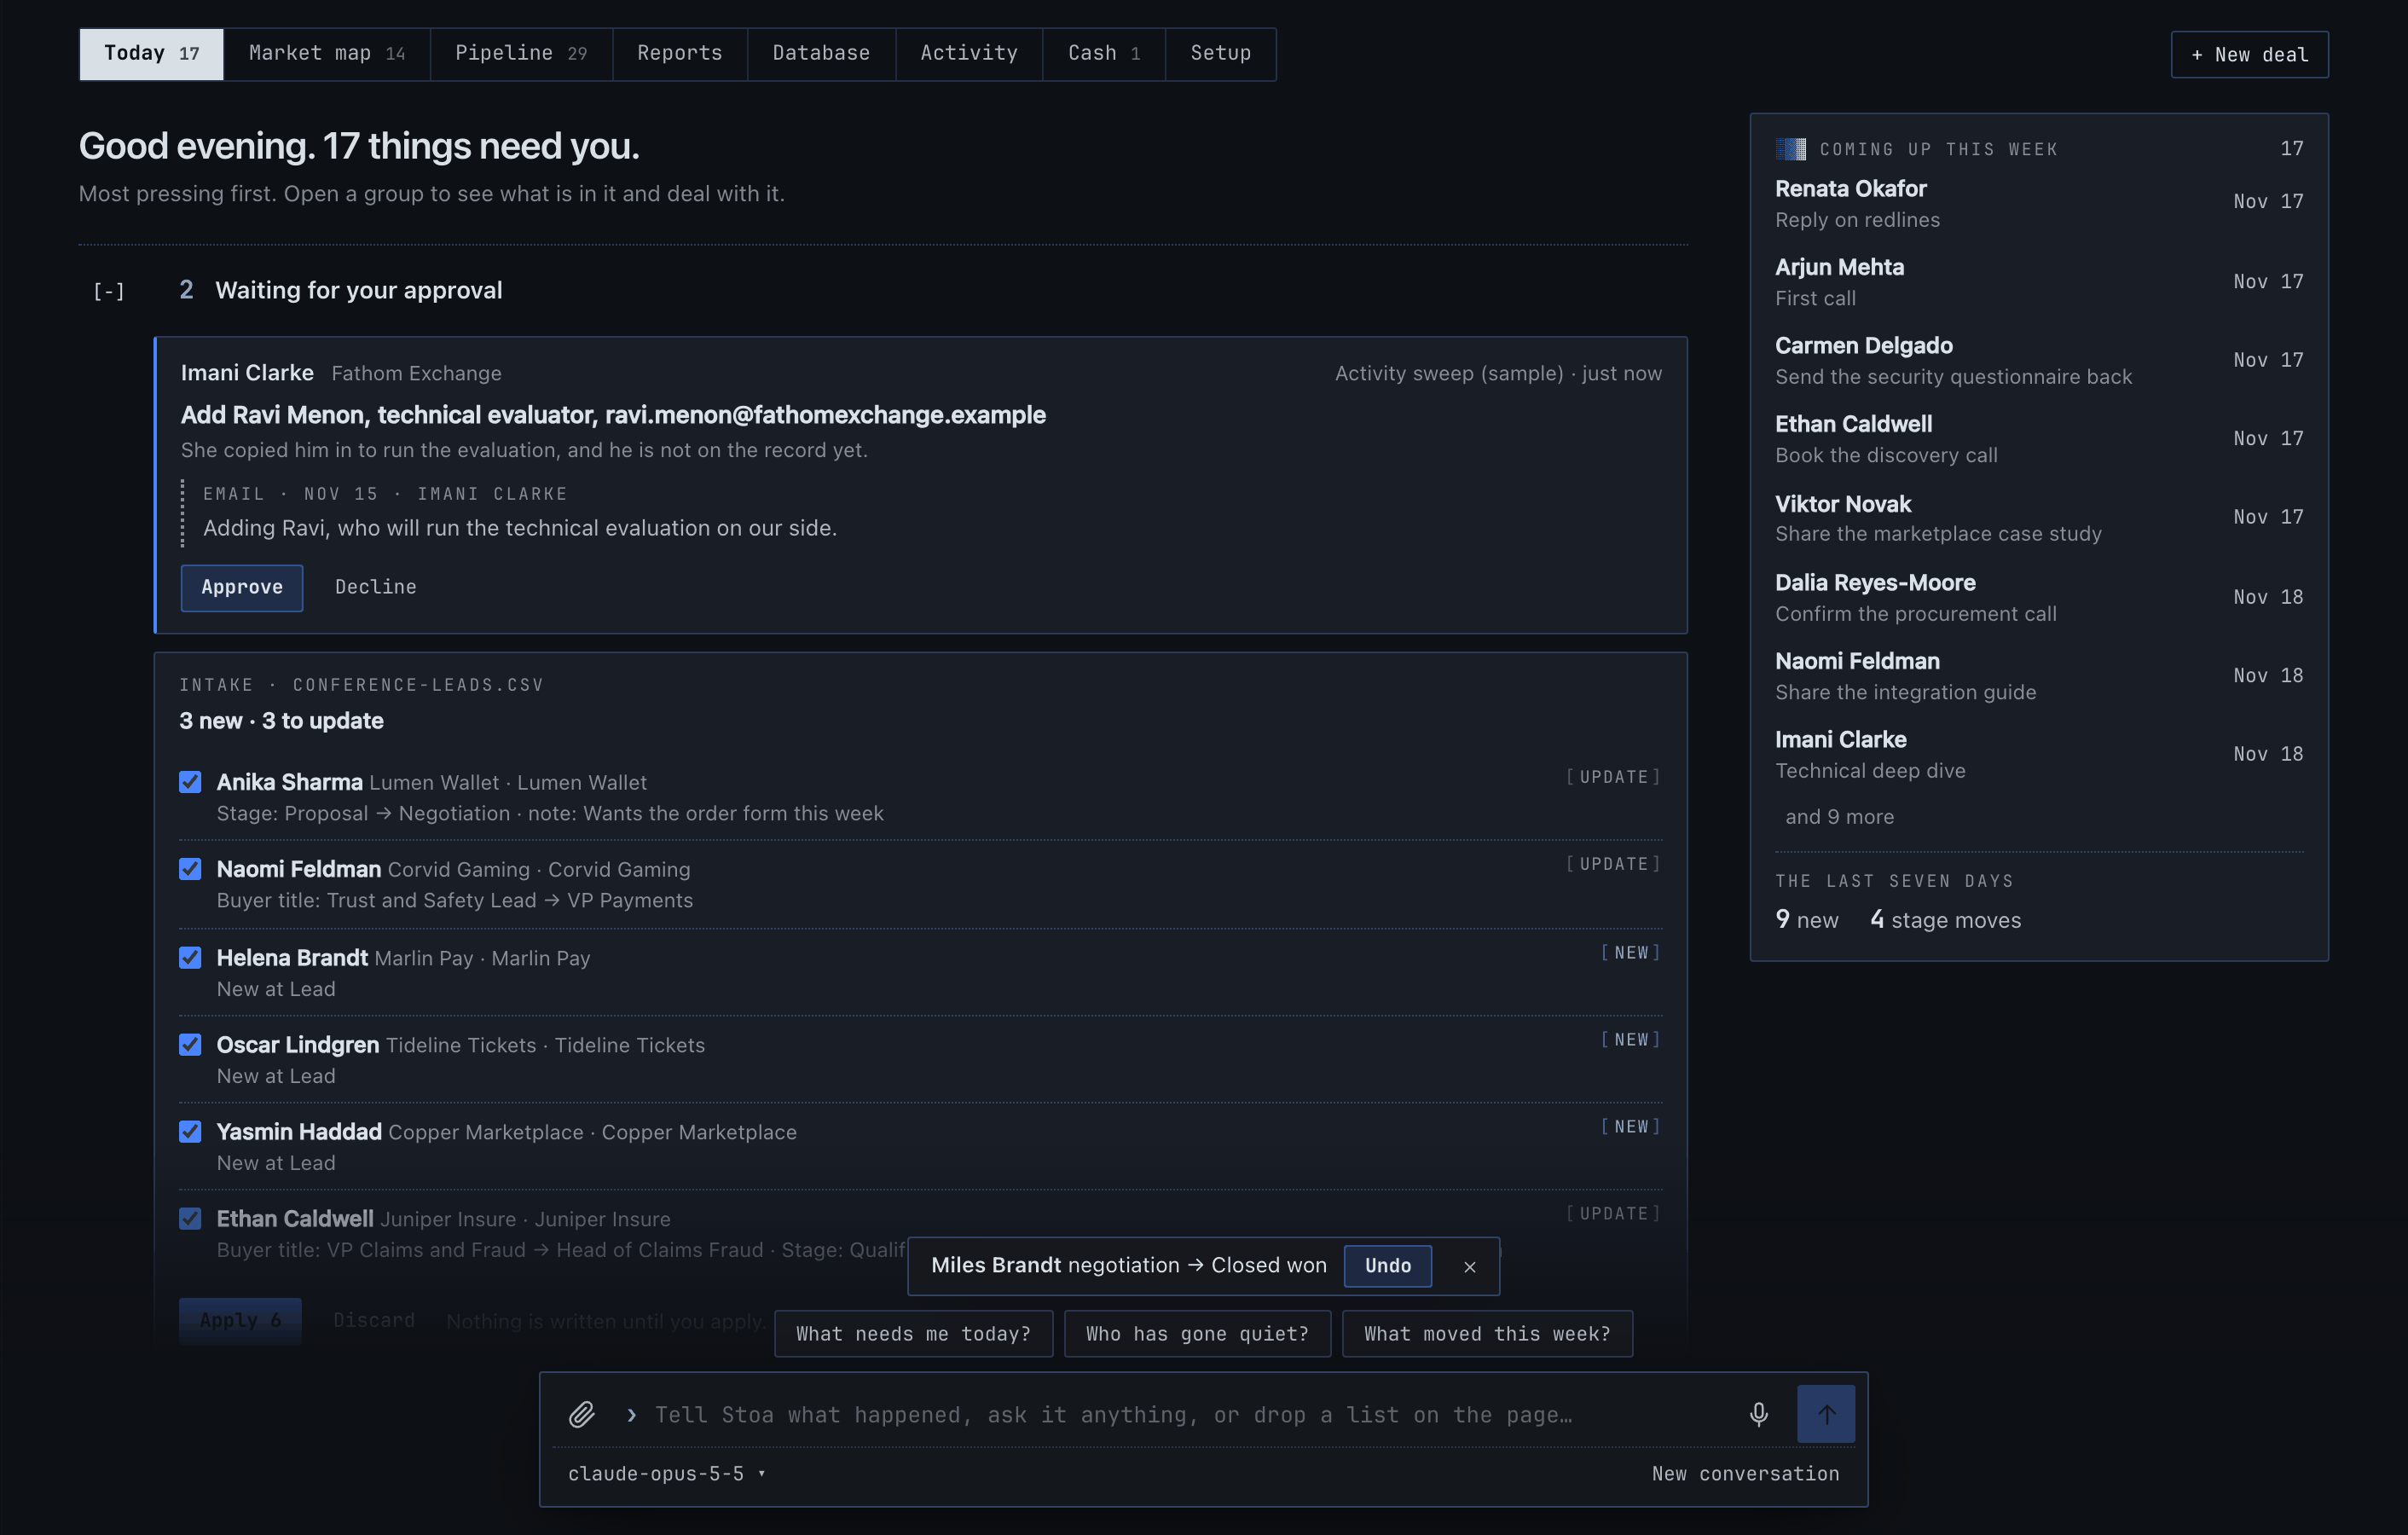 Today 17 Market map 14 Pipeline 29 Reports Database Activity Cash 1 Setup
+ New deal
Good evening. 17 things need you.
Most pressing first. Open a group to see what is in it and deal with it.
[-] 2 Waiting for your approval
Imani Clarke Fathom Exchange Activity sweep (sample) · just now
Add Ravi Menon, technical evaluator, ravi.menon@fathomexchange.example
She copied him in to run the evaluation, and he is not on the record yet.
EMAIL · NOV 15 · IMANI CLARKE
Adding Ravi, who will run the technical evaluation on our side.
Approve Decline
INTAKE · CONFERENCE-LEADS.CSV
3 new · 3 to update
Anika Sharma Lumen Wallet · Lumen Wallet [UPDATE]
Stage: Proposal → Negotiation · note: Wants the order form this week
Naomi Feldman Corvid Gaming · Corvid Gaming [UPDATE]
Buyer title: Trust and Safety Lead → VP Payments
Helena Brandt Marlin Pay · Marlin Pay [NEW]
New at Lead
Oscar Lindgren Tideline Tickets · Tideline Tickets [NEW]
New at Lead
Yasmin Haddad Copper Marketplace · Copper Marketplace [NEW]
New at Lead
Ethan Caldwell Juniper Insure · Juniper Insure [UPDATE]
Buyer title: VP Claims and Fraud → Head of Claims Fraud · Stage:
Apply 6 Discard Nothing is written until you apply.
COMING UP THIS WEEK 17
Renata Okafor Nov 17
Reply on redlines
Arjun Mehta Nov 17
First call
Carmen Delgado Nov 17
Send the security questionnaire back
Ethan Caldwell Nov 17
Book the discovery call
Viktor Novak Nov 17
Share the marketplace case study
Dalia Reyes-Moore Nov 18
Confirm the procurement call
Naomi Feldman Nov 18
Share the integration guide
Imani Clarke Nov 18
Technical deep dive
and 9 more
THE LAST SEVEN DAYS
9 new 4 stage moves
Miles Brandt negotiation → Closed won Undo ×
What needs me today? Who has gone quiet? What moved this week?
› Tell Stoa what happened, ask it anything, or drop a list on the page…
claude-opus-5-5 ▾ New conversation